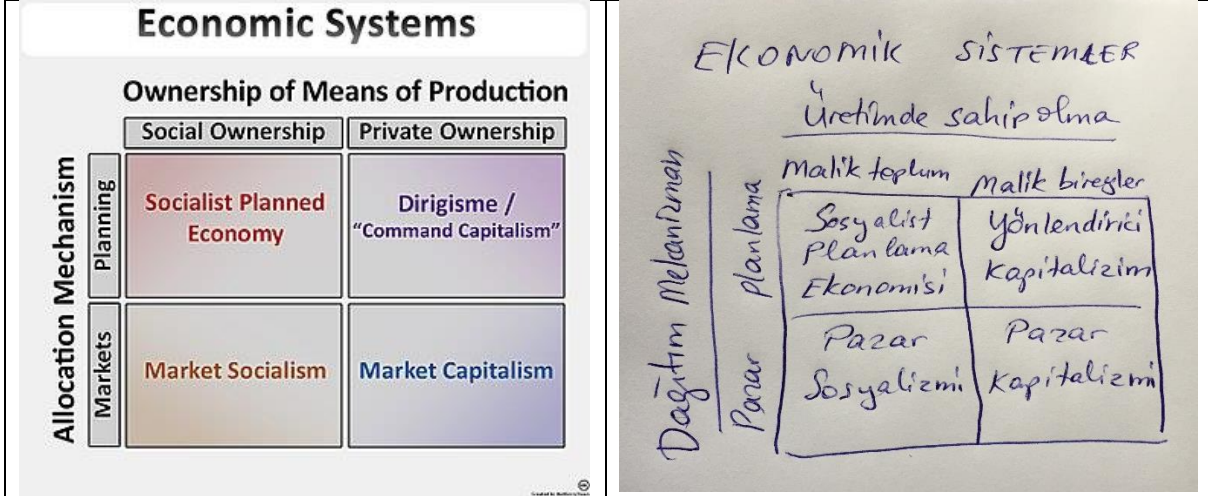 Economic Systems
Ownership of Means of Production
Social Ownership Private Ownership
Allocation Mechanism
Planning
Socialist Planned
Economy
Dirigisme /
“Command Capitalism”
Markets
Market Socialism
Market Capitalism
EKONOMİK SİSTEMLER
Üretimde sahip olma
Malik toplum Malik bireyler
Dağıtım Mekanizman
Planlama
Sosyalist
Planlama
Ekonomisi
Yönlendirici
Kapitalizim
Pazar
Pazar
Sosyalizmi
Pazar
Kapitalizmi